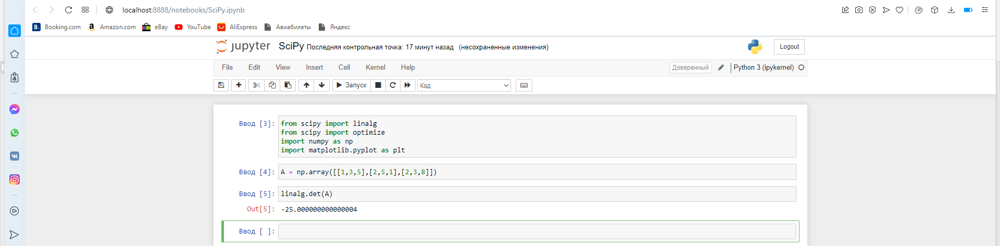 localhost:8888/notebooks/SciPy.ipynb
B. Booking.com Amazon.com eBay YouTube AliExpress Авиабилеты Яндекс
jupyter SciPy Последняя контрольная точка: 17 минут назад (несохраненные изменения) Logout
File Edit View Insert Cell Kernel Help Доверенный Python 3 (ipykernel)
Запуск Код
Ввод [3]: from scipy import linalg
from scipy import optimize
import numpy as np
import matplotlib.pyplot as plt
Ввод [4]: A = np.array([[1,3,5],[2,5,1],[2,3,8]])
Ввод [5]: linalg.det(A)
Out[5]: -25.000000000000004
Ввод [ ]: